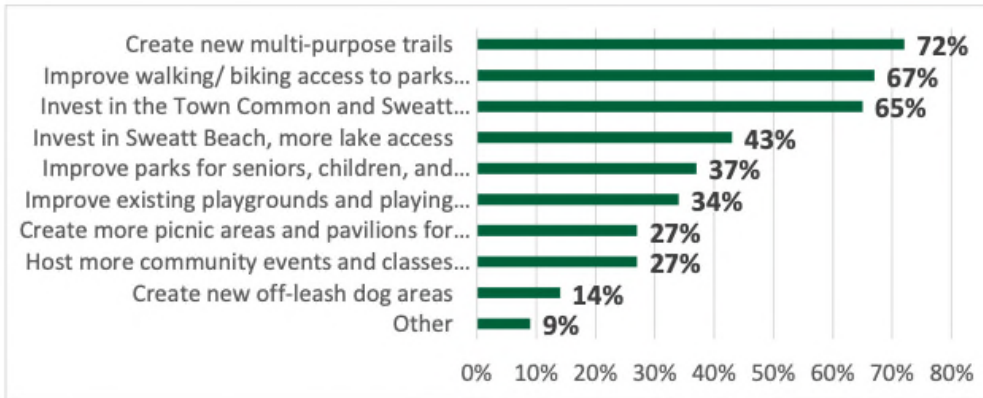 Create new multi-purpose trails 72%
Improve walking/ biking access to parks... 67%
Invest in the Town Common and Sweatt... 65%
Invest in Sweatt Beach, more lake access 43%
Improve parks for seniors, children, and... 37%
Improve existing playgrounds and playing... 34%
Create more picnic areas and pavilions for... 27%
Host more community events and classes... 27%
Create new off-leash dog areas 14%
Other 9%
0% 10% 20% 30% 40% 50% 60% 70% 80%